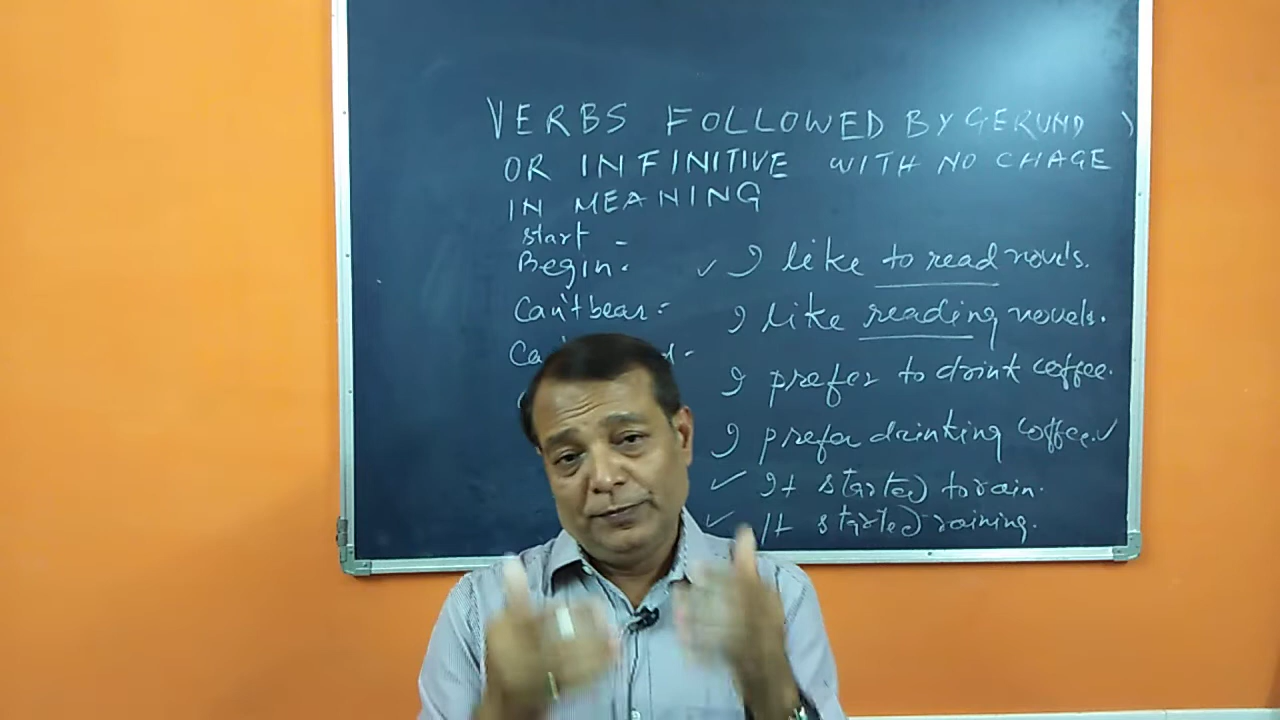 VERBS FOLLOWED BY GERUND
OR INFINITIVE WITH NO CHAGE
IN MEANING
start -
Begin -
Can't bear -
I like to read novels.
I like reading novels.
I prefer to drink coffee.
I prefer drinking coffee.
It started to rain.
It started raining.